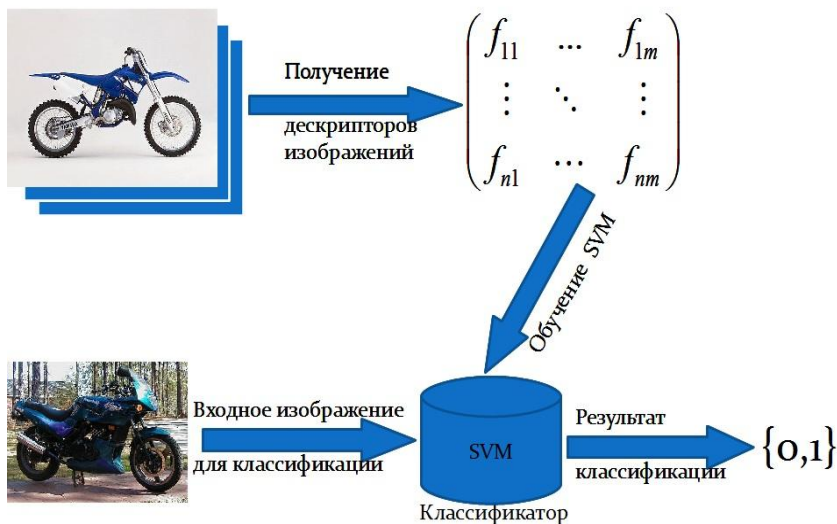 Получение
дескрипторов
изображений
f11 ... f1m
⋮ ⋱ ⋮
fn1 ... fnm
Обучение SVM
Входное изображение
для классификации
SVM
Классификатор
Результат
классификации
{0,1}